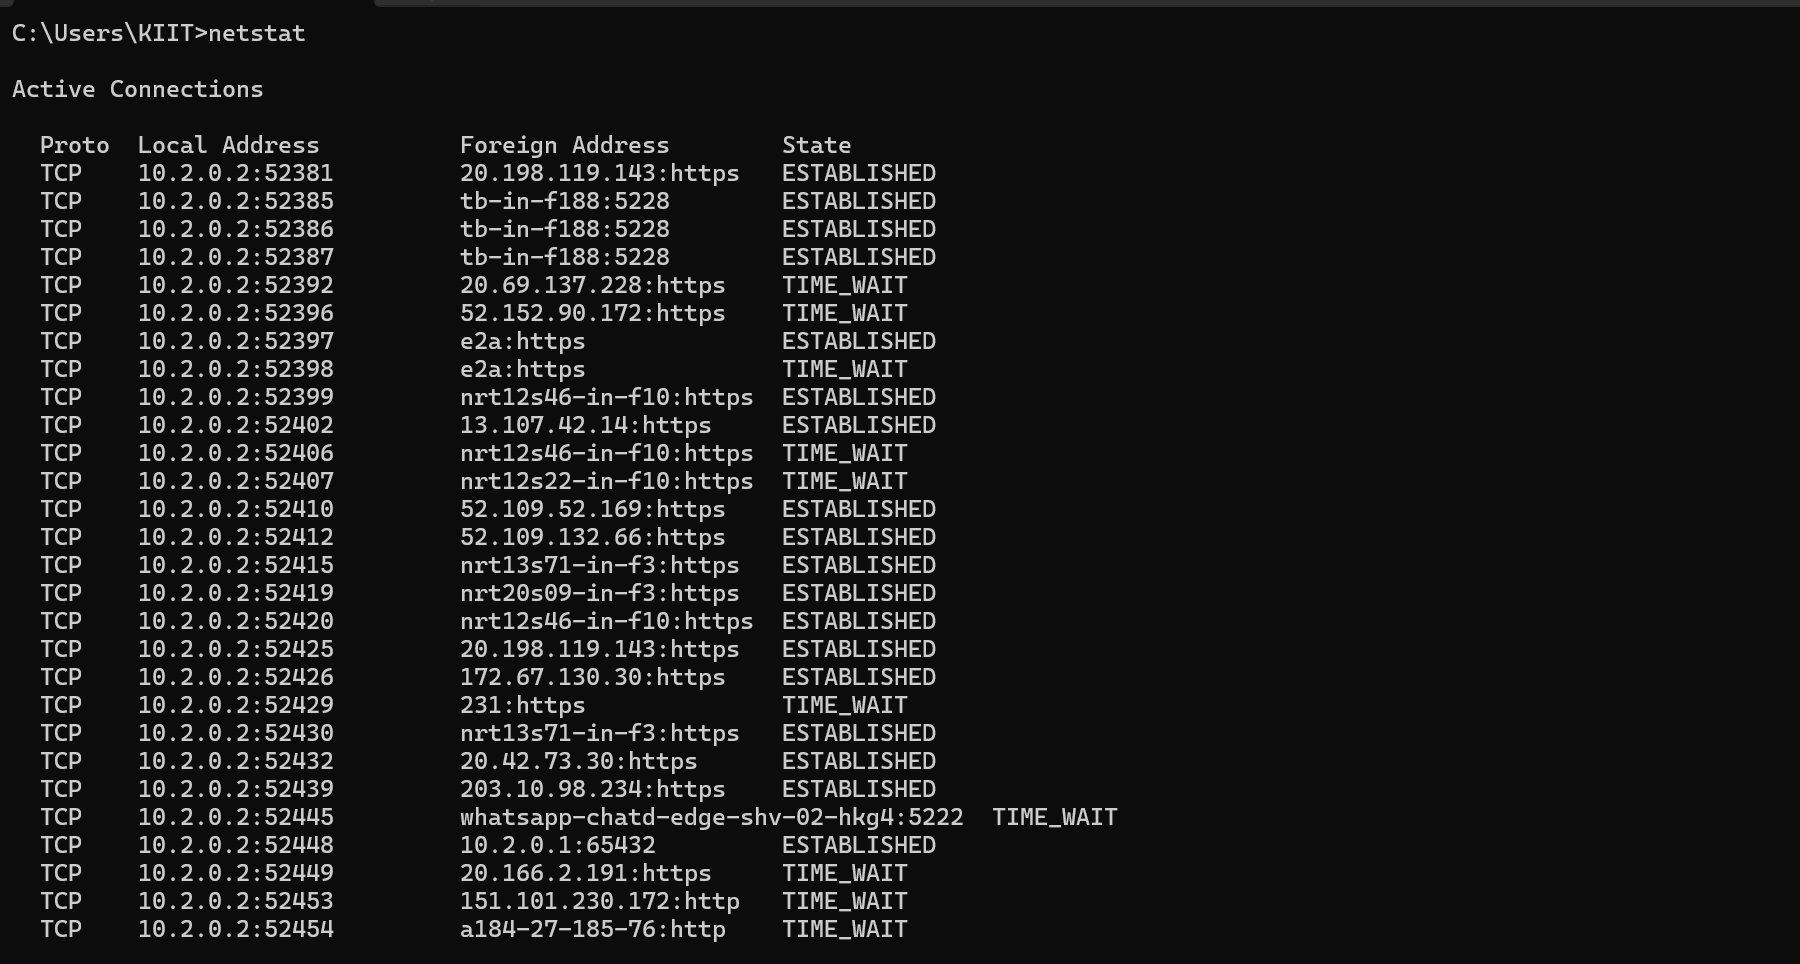 C:\Users\KIIT>netstat
Active Connections
Proto  Local Address          Foreign Address        State
TCP    10.2.0.2:52381         20.198.119.143:https   ESTABLISHED
TCP    10.2.0.2:52385         tb-in-f188:5228        ESTABLISHED
TCP    10.2.0.2:52386         tb-in-f188:5228        ESTABLISHED
TCP    10.2.0.2:52387         tb-in-f188:5228        ESTABLISHED
TCP    10.2.0.2:52392         20.69.137.228:https    TIME_WAIT
TCP    10.2.0.2:52396         52.152.90.172:https    TIME_WAIT
TCP    10.2.0.2:52397         e2a:https              ESTABLISHED
TCP    10.2.0.2:52398         e2a:https              TIME_WAIT
TCP    10.2.0.2:52399         nrt12s46-in-f10:https  ESTABLISHED
TCP    10.2.0.2:52402         13.107.42.14:https     ESTABLISHED
TCP    10.2.0.2:52406         nrt12s46-in-f10:https  TIME_WAIT
TCP    10.2.0.2:52407         nrt12s22-in-f10:https  TIME_WAIT
TCP    10.2.0.2:52410         52.109.52.169:https    ESTABLISHED
TCP    10.2.0.2:52412         52.109.132.66:https    ESTABLISHED
TCP    10.2.0.2:52415         nrt13s71-in-f3:https   ESTABLISHED
TCP    10.2.0.2:52419         nrt20s09-in-f3:https   ESTABLISHED
TCP    10.2.0.2:52420         nrt12s46-in-f10:https  ESTABLISHED
TCP    10.2.0.2:52425         20.198.119.143:https   ESTABLISHED
TCP    10.2.0.2:52426         172.67.130.30:https    ESTABLISHED
TCP    10.2.0.2:52429         231:https              TIME_WAIT
TCP    10.2.0.2:52430         nrt13s71-in-f3:https   ESTABLISHED
TCP    10.2.0.2:52432         20.42.73.30:https      ESTABLISHED
TCP    10.2.0.2:52439         203.10.98.234:https    ESTABLISHED
TCP    10.2.0.2:52445         whatsapp-chatd-edge-shv-02-hkg4:5222  TIME_WAIT
TCP    10.2.0.2:52448         10.2.0.1:65432         ESTABLISHED
TCP    10.2.0.2:52449         20.166.2.191:https     TIME_WAIT
TCP    10.2.0.2:52453         151.101.230.172:http   TIME_WAIT
TCP    10.2.0.2:52454         a184-27-185-76:http    TIME_WAIT